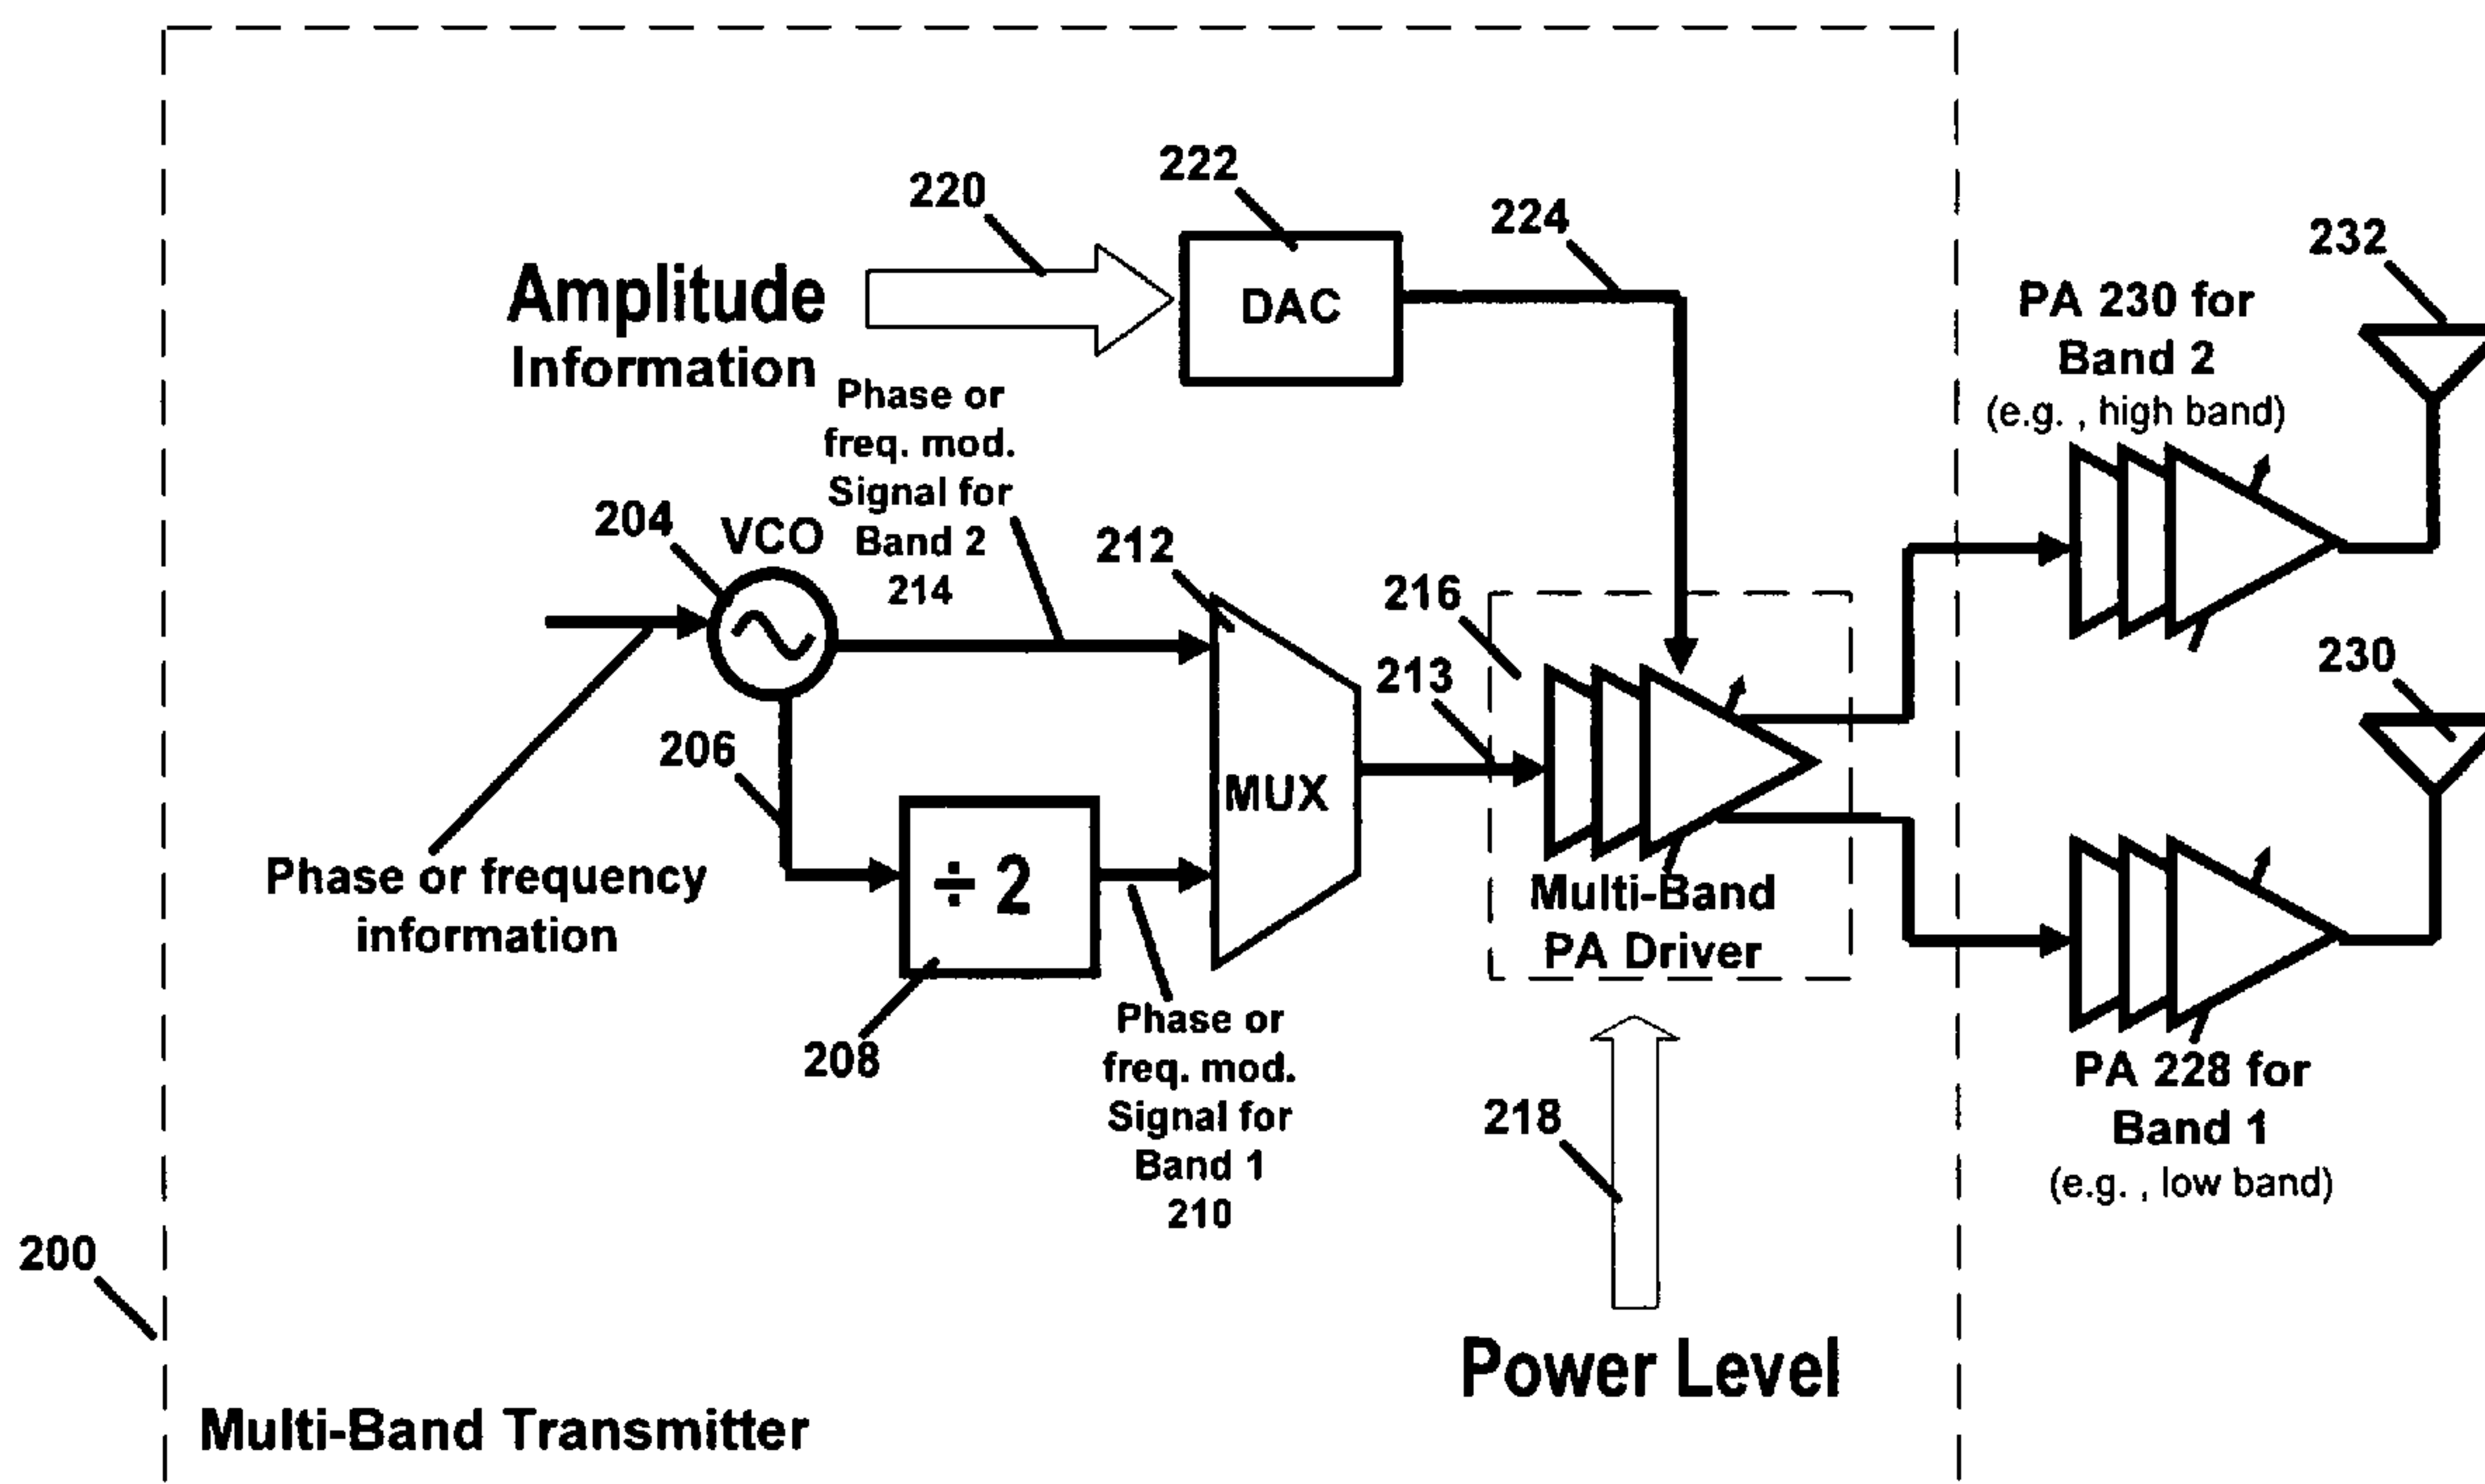 220
222
224
232
Amplitude
Information
DAC
PA 230 for
Band 2
(e.g. , high band)
Phase or
freq. mod.
Signal for
Band 2
214
204
VCO
212
216
213
230
206
MUX
÷ 2
Phase or frequency
information
Multi-Band
PA Driver
208
Phase or
freq. mod.
Signal for
Band 1
210
218
PA 228 for
Band 1
(e.g. , low band)
200
Power Level
Multi-Band Transmitter